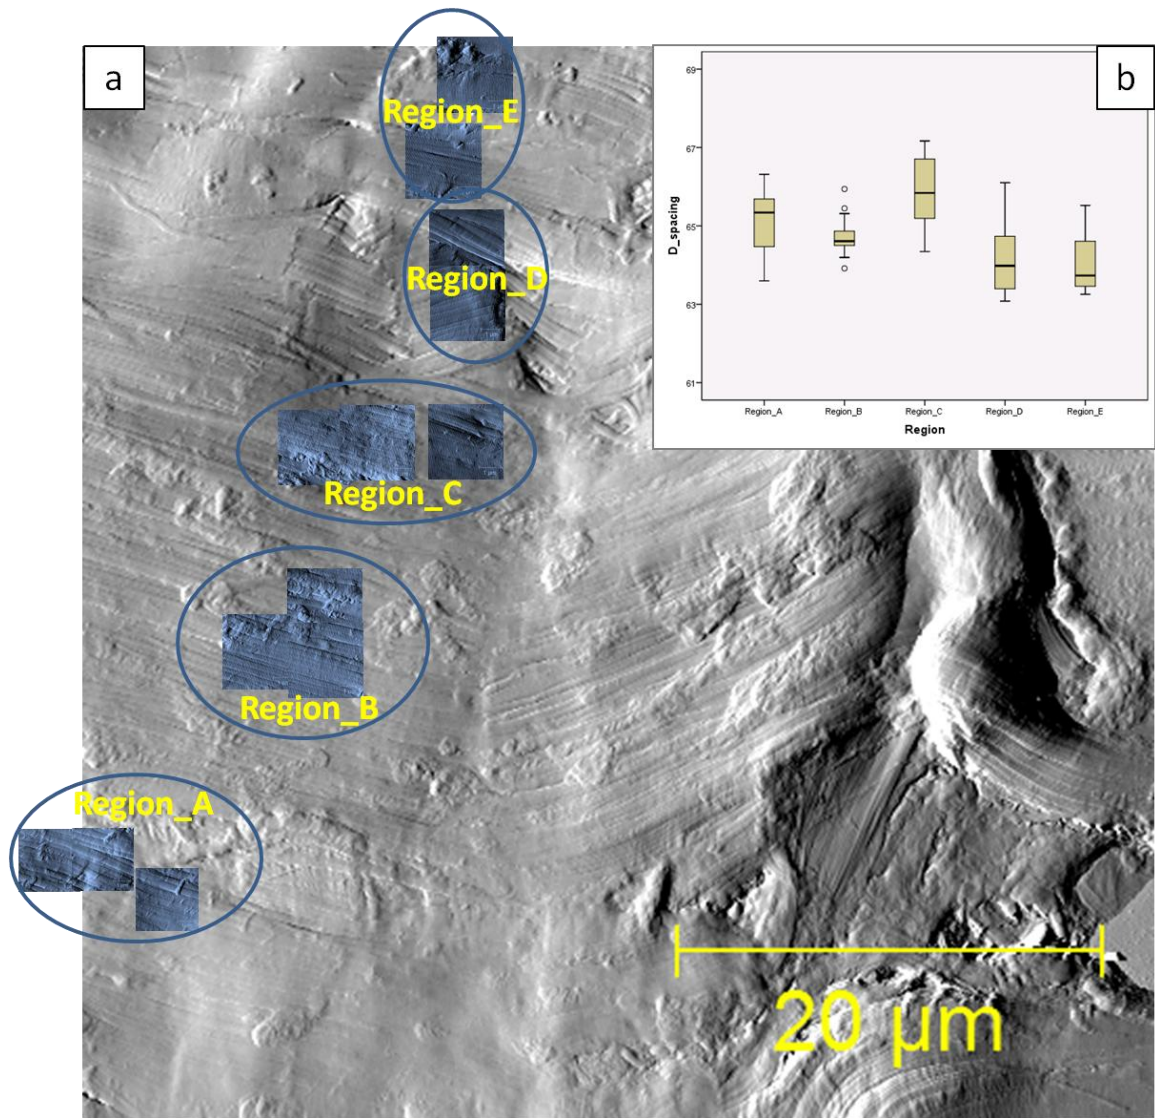 a
Region_E
Region_D
Region_C
Region_B
Region_A
20 μm
b
D_spacing
69
67
65
63
61
Region_A Region_B Region_C Region_D Region_E
Region